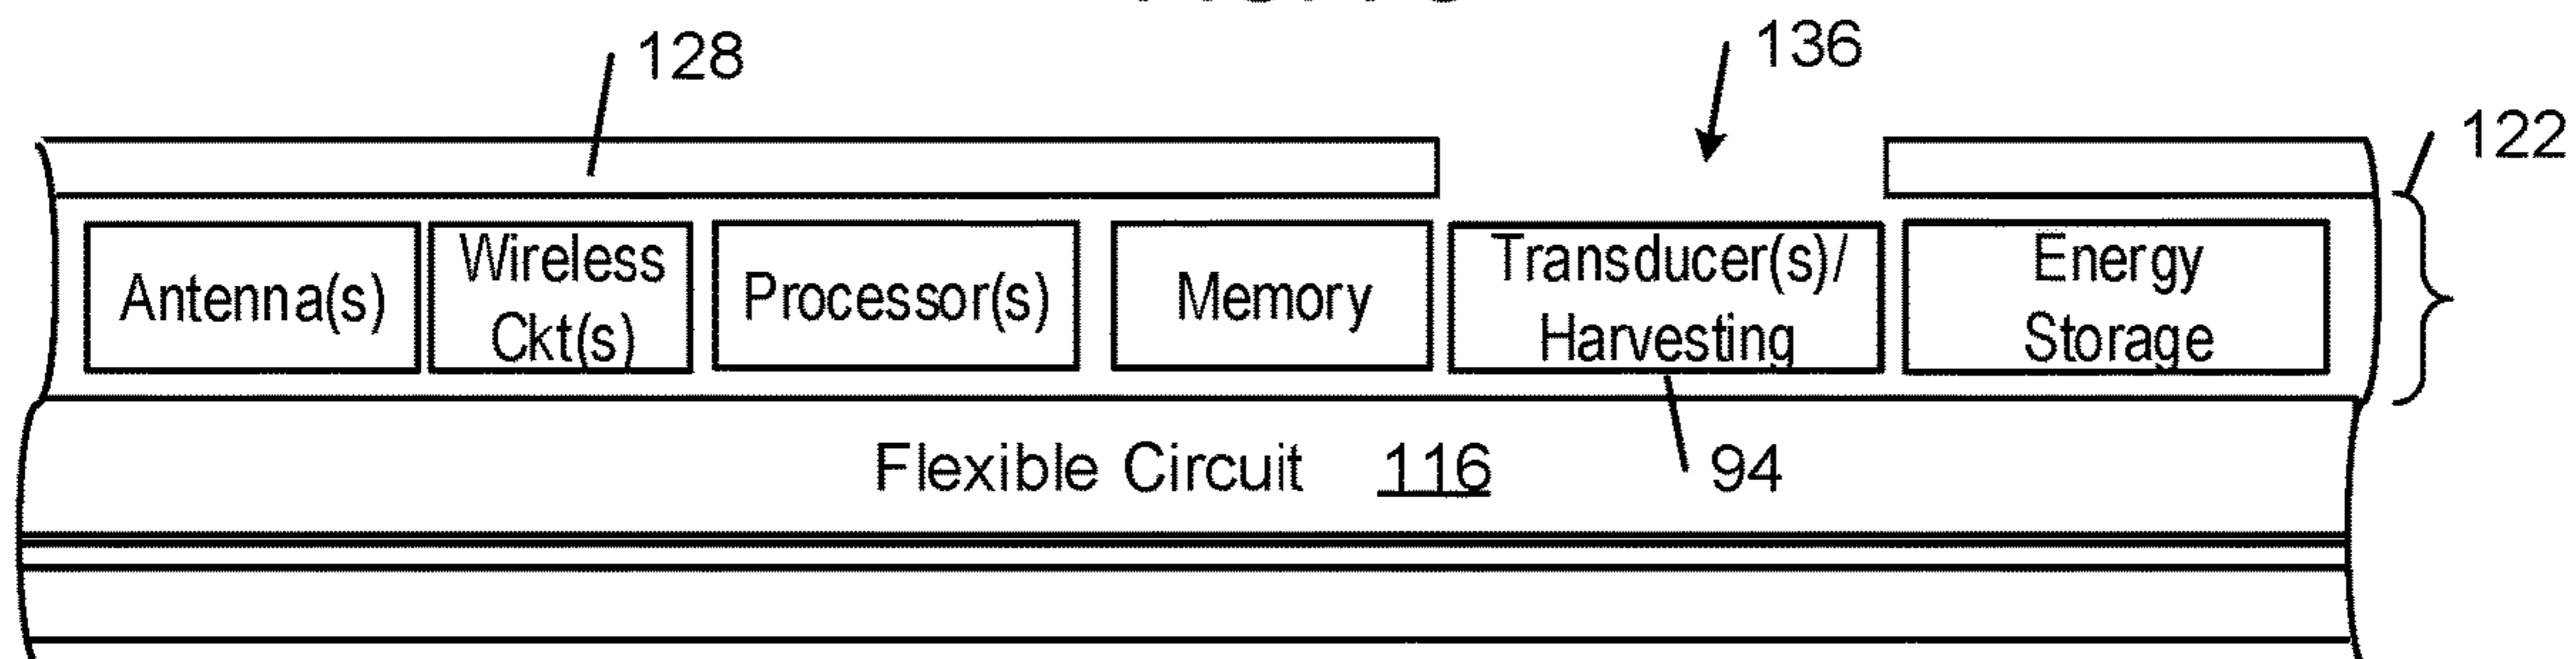 128
136
122
Antenna(s)
Wireless
Ckt(s)
Processor(s)
Memory
Transducer(s)/
Harvesting
Energy
Storage
Flexible Circuit 116
94